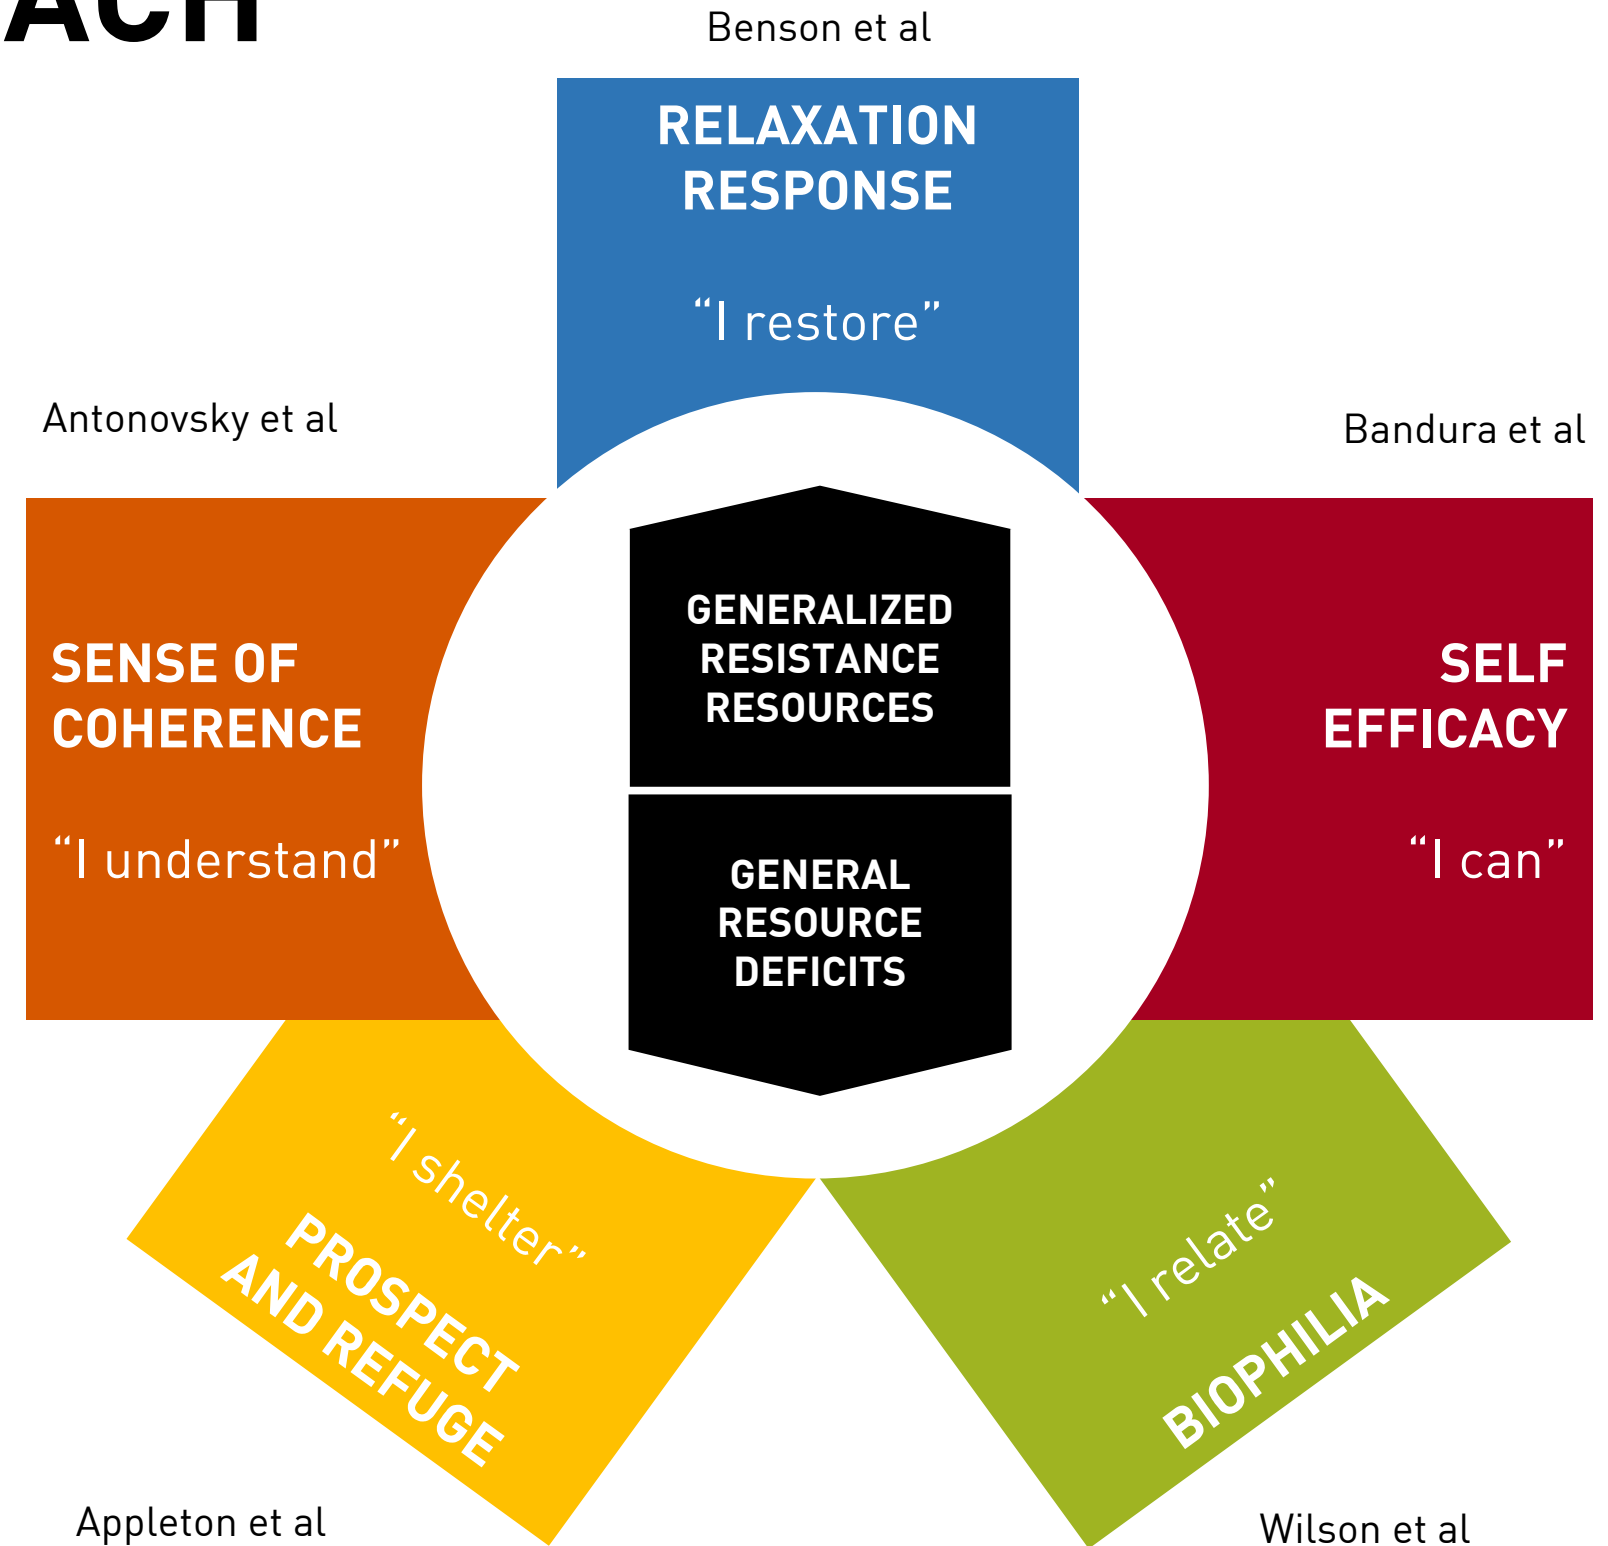 ACH
Benson et al
RELAXATION
RESPONSE
“I restore”
Antonovsky et al
Bandura et al
SENSE OF
COHERENCE
“I understand”
GENERALIZED
RESISTANCE
RESOURCES
GENERAL
RESOURCE
DEFICITS
SELF
EFFICACY
“I can”
“I shelter”
PROSPECT
AND REFUGE
“I relate”
BIOPHILIA
Appleton et al
Wilson et al